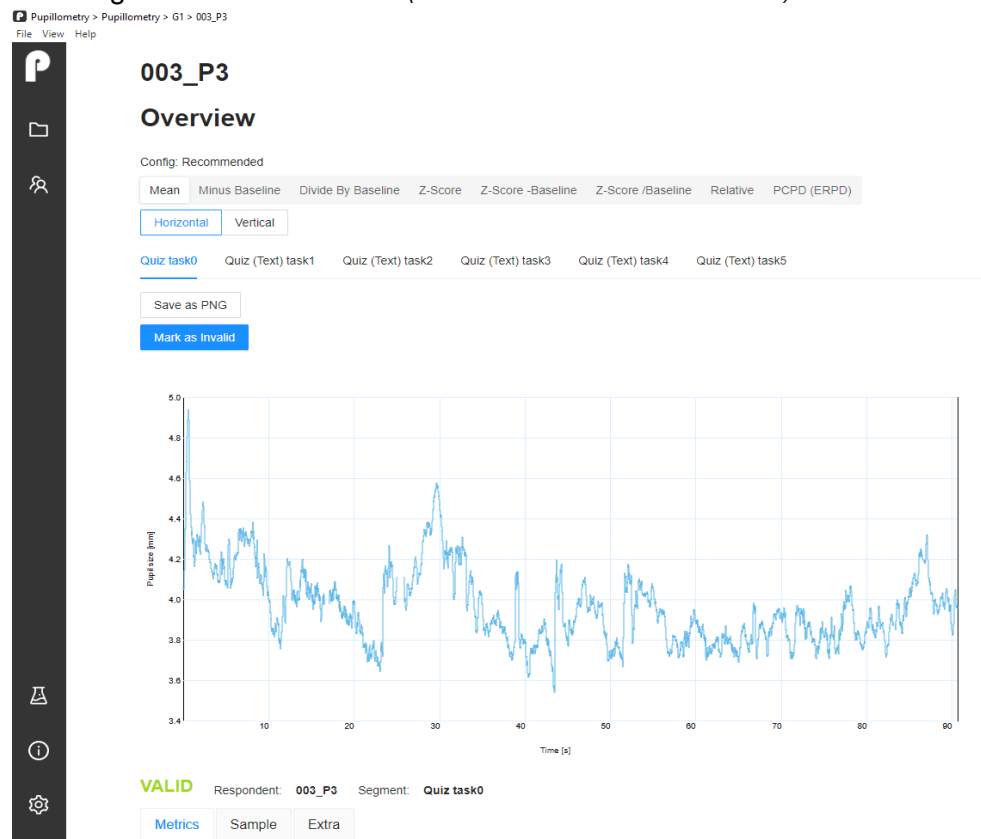 Pupillometry > Pupillometry > G1 > 003_P3
File View Help
003_P3
Overview
Config: Recommended
Mean Minus Baseline Divide By Baseline Z-Score Z-Score -Baseline Z-Score /Baseline Relative PCPD (ERPD)
Horizontal Vertical
Quiz task0 Quiz (Text) task1 Quiz (Text) task2 Quiz (Text) task3 Quiz (Text) task4 Quiz (Text) task5
Save as PNG
Mark as Invalid
5.0
4.8
4.6
4.4
4.2
4.0
3.8
3.6
3.4
Pupil size [mm]
10 20 30 40 50 60 70 80 90
Time [s]
VALID Respondent: 003_P3 Segment: Quiz task0
Metrics Sample Extra